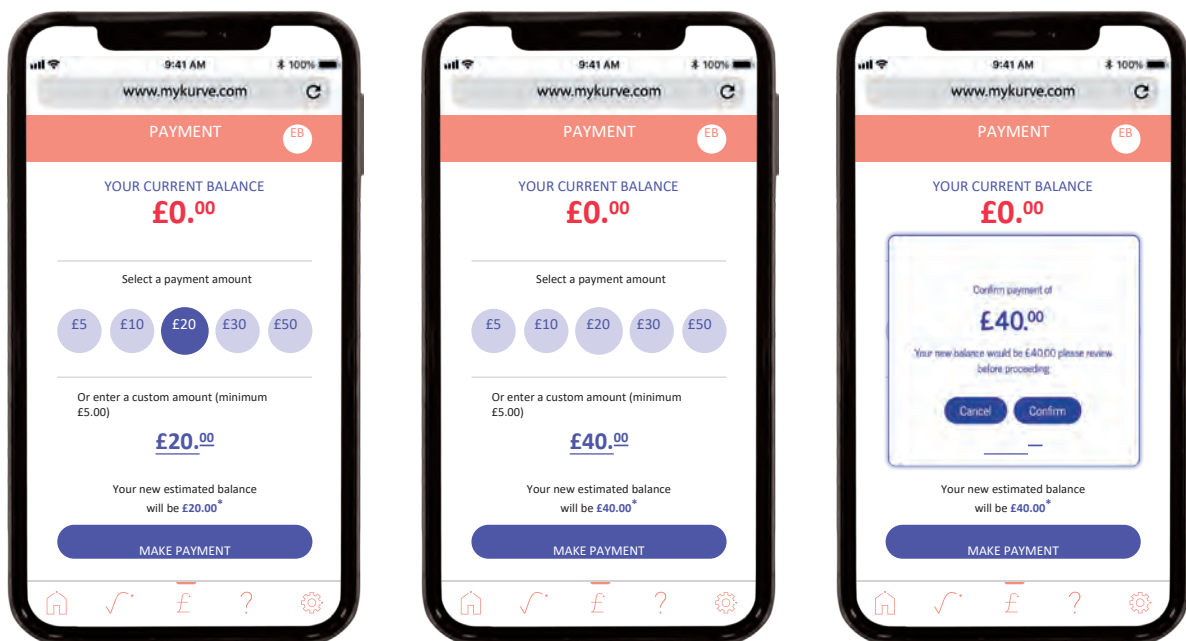 9:41 AM
100%
www.mykurve.com
PAYMENT
EB
YOUR CURRENT BALANCE
£0.00
Select a payment amount
£5 £10 £20 £30 £50
Or enter a custom amount (minimum
£5.00)
£20.00
Your new estimated balance
will be £20.00*
MAKE PAYMENT
£
?
9:41 AM
100%
www.mykurve.com
PAYMENT
EB
YOUR CURRENT BALANCE
£0.00
Select a payment amount
£5 £10 £20 £30 £50
Or enter a custom amount (minimum
£5.00)
£40.00
Your new estimated balance
will be £40.00*
MAKE PAYMENT
£
?
9:41 AM
100%
www.mykurve.com
PAYMENT
EB
YOUR CURRENT BALANCE
£0.00
Confirm payment of
£40.00
Your new balance would be £40.00 please review
before proceeding
Cancel Confirm
Your new estimated balance
will be £40.00*
MAKE PAYMENT
£
?